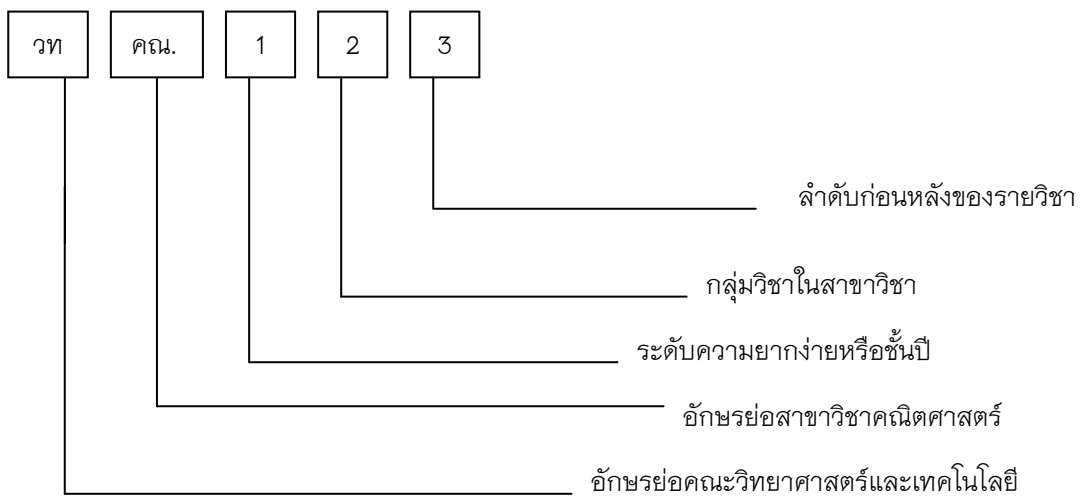 วท คณ. 1 2 3
ลำดับก่อนหลังของรายวิชา
กลุ่มวิชาในสาขาวิชา
ระดับความยากง่ายหรือชั้นปี
อักษรย่อสาขาวิชาคณิตศาสตร์
อักษรย่อคณะวิทยาศาสตร์และเทคโนโลยี